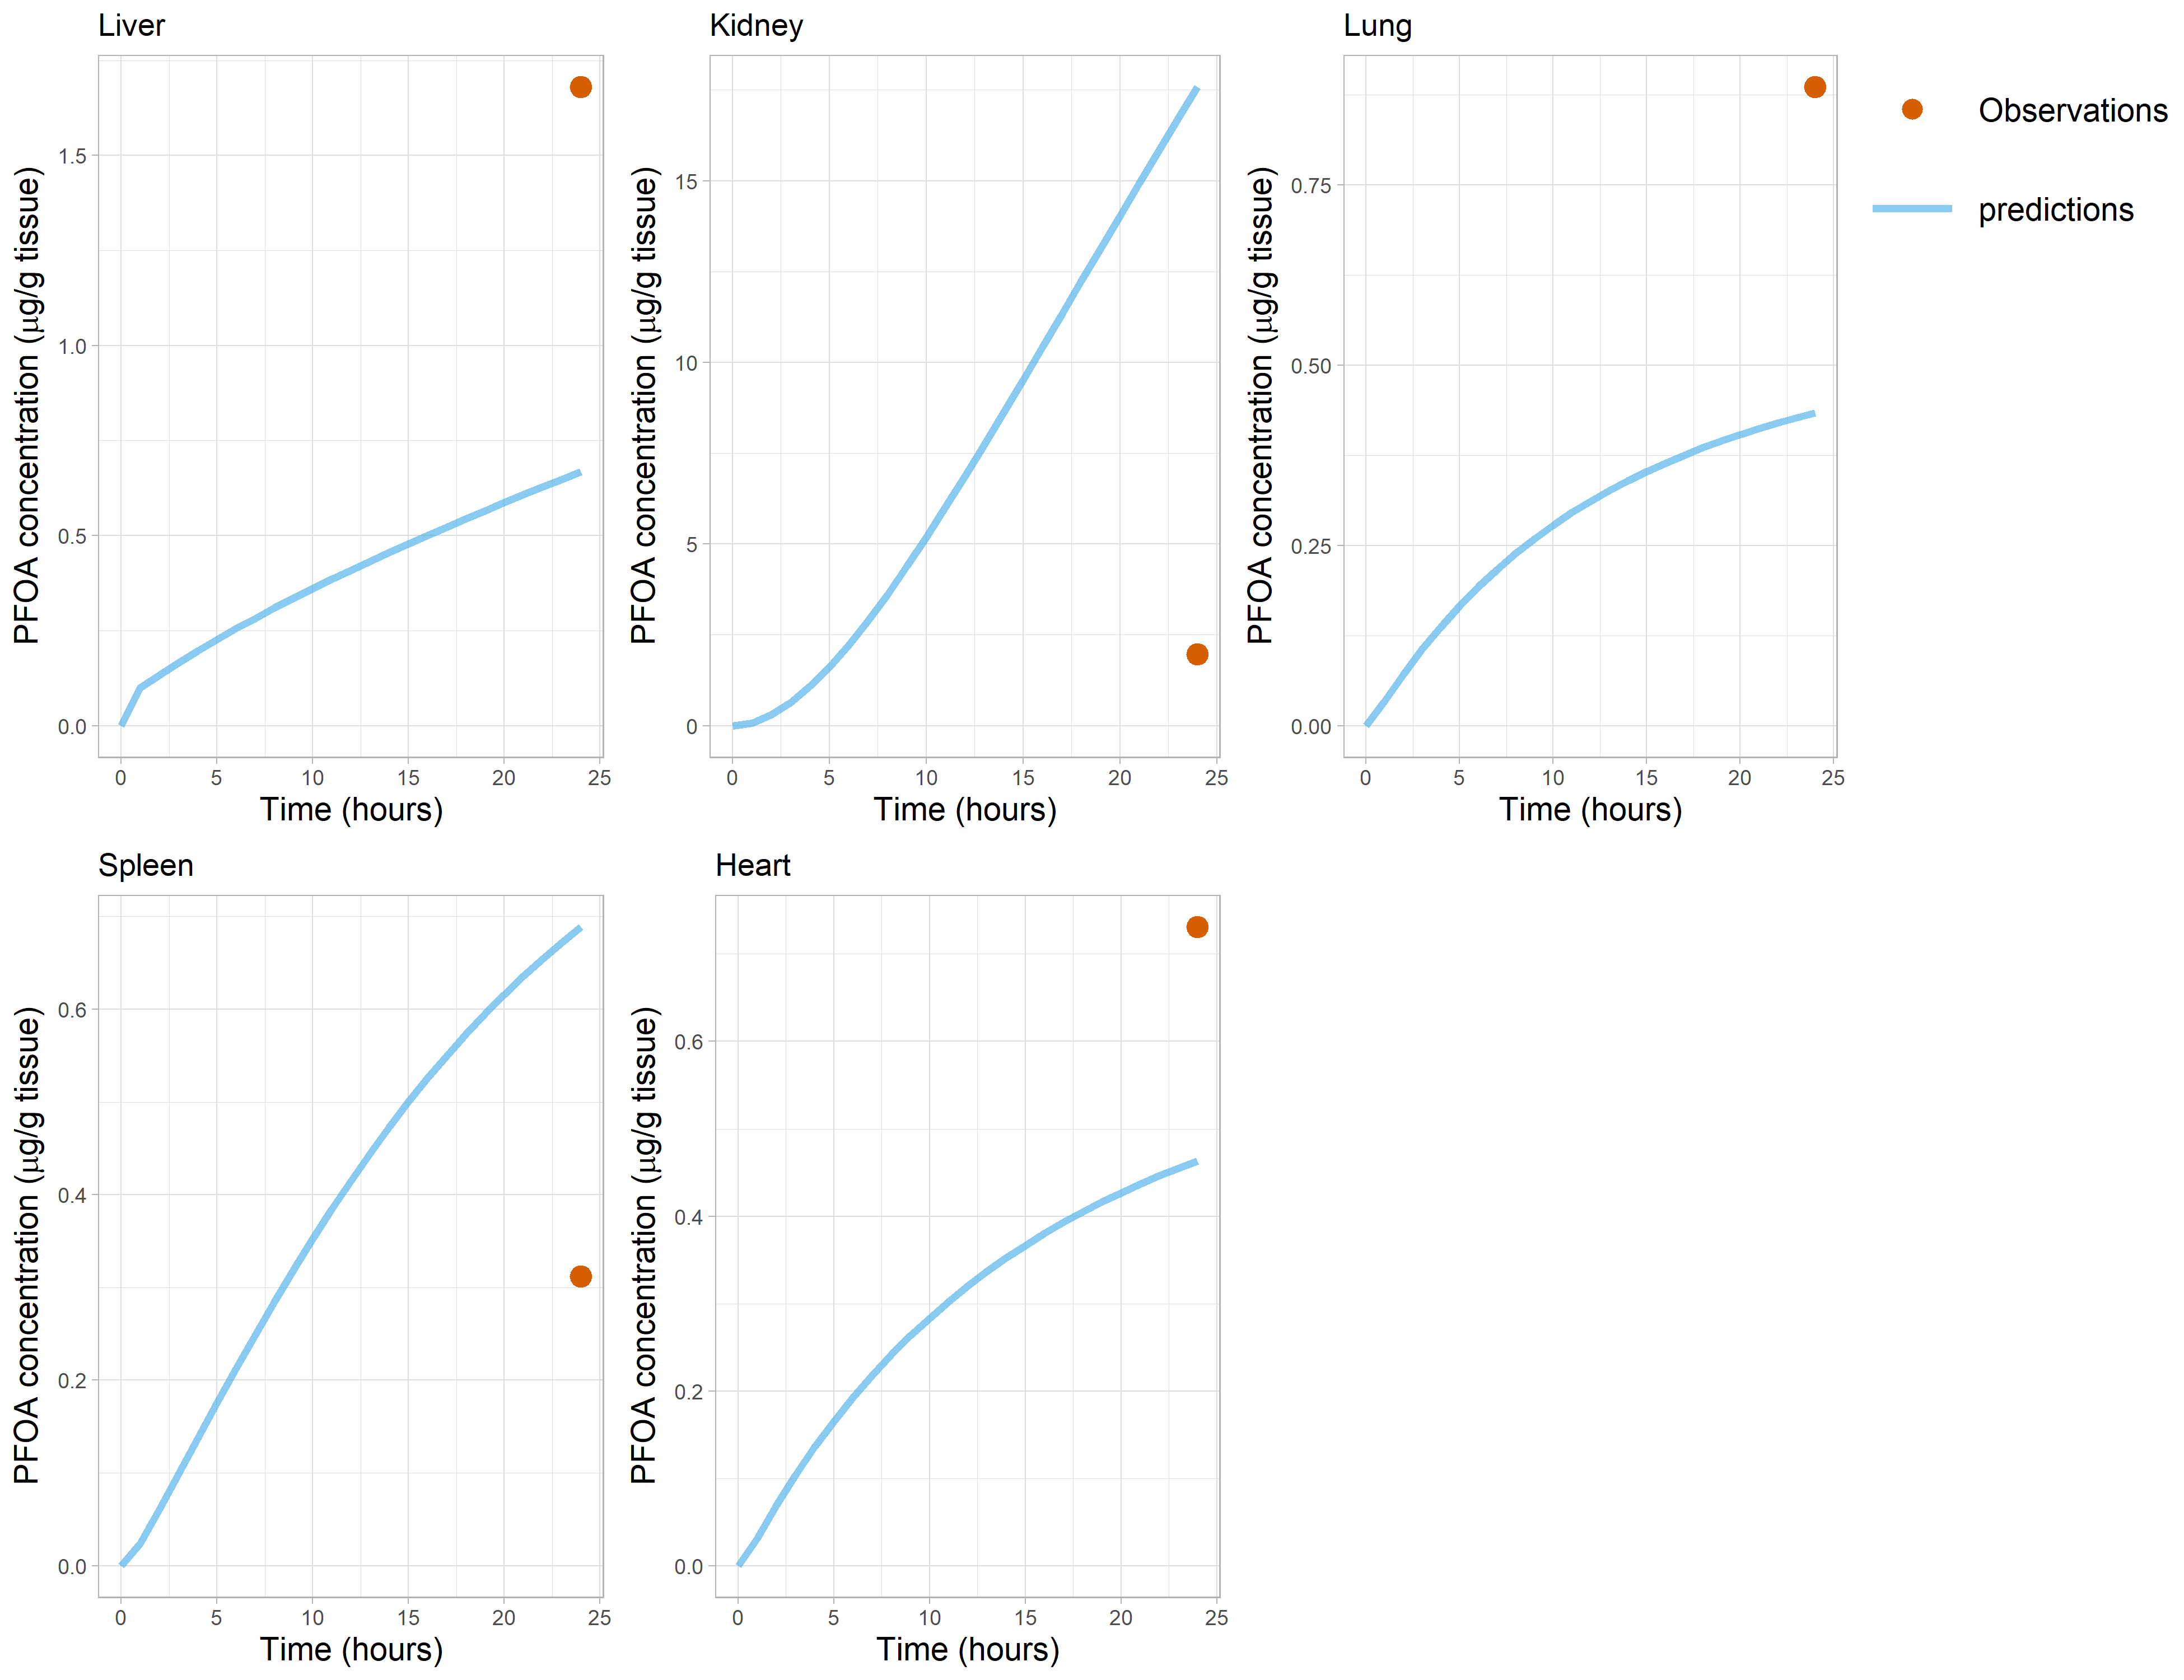 Liver
PFOA concentration (μg/g tissue)
1.5
1.0
0.5
0.0
0 5 10 15 20 25
Time (hours)
Kidney
PFOA concentration (μg/g tissue)
15
10
5
0
0 5 10 15 20 25
Time (hours)
Lung
PFOA concentration (μg/g tissue)
0.75
0.50
0.25
0.00
0 5 10 15 20 25
Time (hours)
Observations
predictions
Spleen
PFOA concentration (μg/g tissue)
0.6
0.4
0.2
0.0
0 5 10 15 20 25
Time (hours)
Heart
PFOA concentration (μg/g tissue)
0.6
0.4
0.2
0.0
0 5 10 15 20 25
Time (hours)